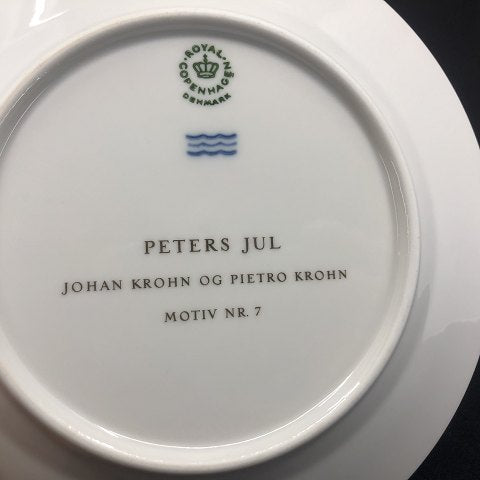 ROYAL COPENHAGEN
DENMARK
PETERS JUL
JOHAN KROHN OG PIETRO KROHN
MOTIV NR. 7